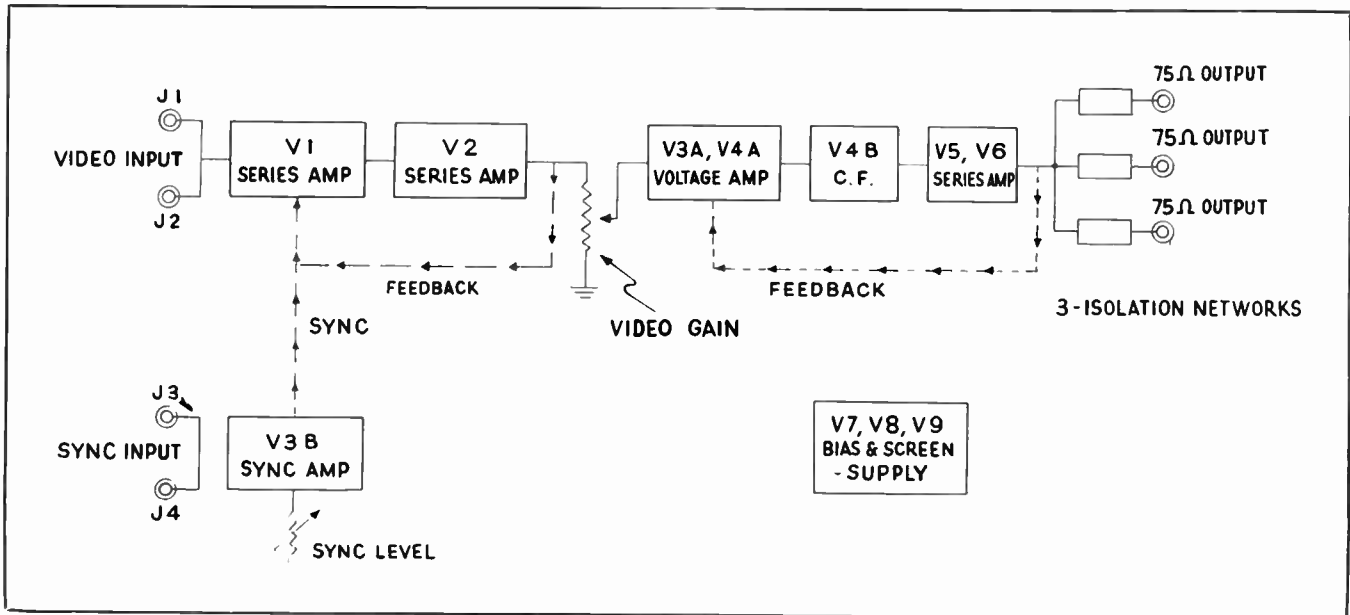 J1
VIDEO INPUT
J2
V1
SERIES AMP
V2
SERIES AMP
FEEDBACK
VIDEO GAIN
V3A, V4A
VOLTAGE AMP
V4B
C.F.
V5, V6
SERIES AMP
FEEDBACK
75Ω OUTPUT
75Ω OUTPUT
75Ω OUTPUT
3-ISOLATION NETWORKS
SYNC
J3
SYNC INPUT
J4
V3B
SYNC AMP
SYNC LEVEL
V7, V8, V9
BIAS & SCREEN
- SUPPLY